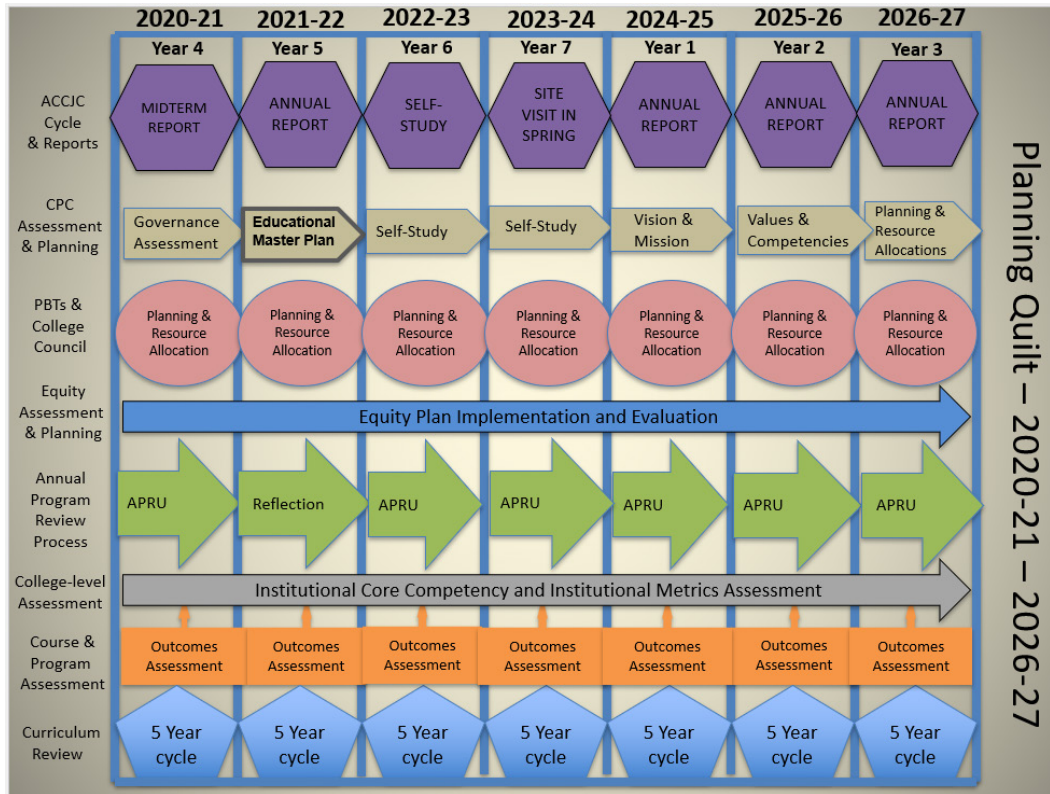 2020-21 2021-22 2022-23 2023-24 2024-25 2025-26 2026-27
Year 4 Year 5 Year 6 Year 7 Year 1 Year 2 Year 3
ACCJC
Cycle
& Reports
MIDTERM
REPORT
ANNUAL
REPORT
SELF-
STUDY
SITE
VISIT IN
SPRING
ANNUAL
REPORT
ANNUAL
REPORT
ANNUAL
REPORT
CPC
Assessment
& Planning
Governance
Assessment
Educational
Master Plan
Self-Study
Self-Study
Vision &
Mission
Values &
Competencies
Planning &
Resource
Allocations
PBTs &
College
Council
Planning &
Resource
Allocation
Planning &
Resource
Allocation
Planning &
Resource
Allocation
Planning &
Resource
Allocation
Planning &
Resource
Allocation
Planning &
Resource
Allocation
Planning &
Resource
Allocation
Equity
Assessment
& Planning
Equity Plan Implementation and Evaluation
Annual
Program
Review
Process
APRU
Reflection
APRU
APRU
APRU
APRU
APRU
College-level
Assessment
Institutional Core Competency and Institutional Metrics Assessment
Course &
Program
Assessment
Outcomes
Assessment
Outcomes
Assessment
Outcomes
Assessment
Outcomes
Assessment
Outcomes
Assessment
Outcomes
Assessment
Outcomes
Assessment
Curriculum
Review
5 Year
cycle
5 Year
cycle
5 Year
cycle
5 Year
cycle
5 Year
cycle
5 Year
cycle
5 Year
cycle
Planning Quilt – 2020-21 – 2026-27